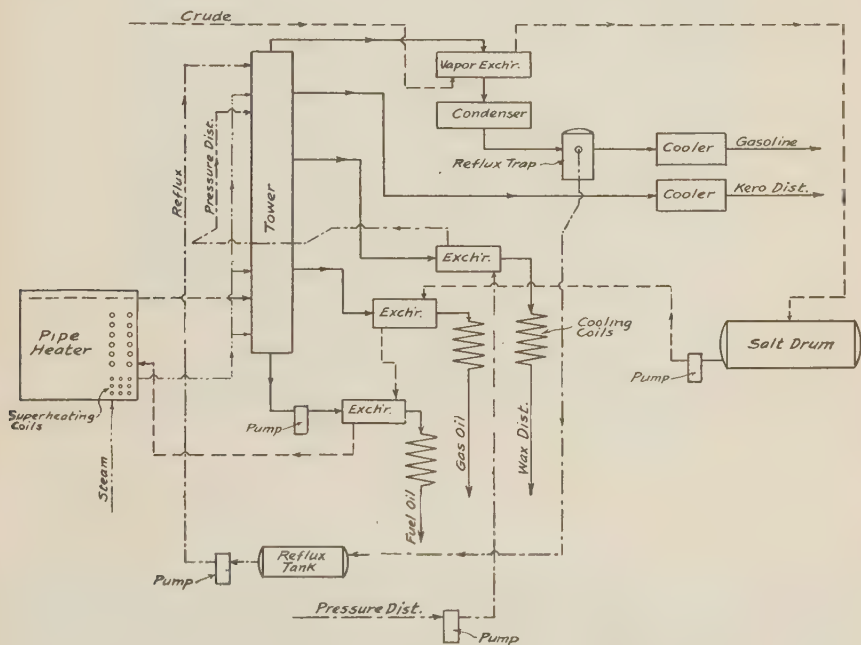 Crude
Vapor Exch'r.
Condenser
Reflux Trap
Cooler
Gasoline
Cooler
Kero Dist.
Reflux
Pressure Dist.
Tower
Exch'r.
Exch'r.
Cooling
Coils
Salt Drum
Pump
Pipe
Heater
Superheating
Coils
Steam
Pump
Exch'r.
Fuel Oil
Gas Oil
Wax Dist.
Pump
Reflux
Tank
Pressure Dist.
Pump